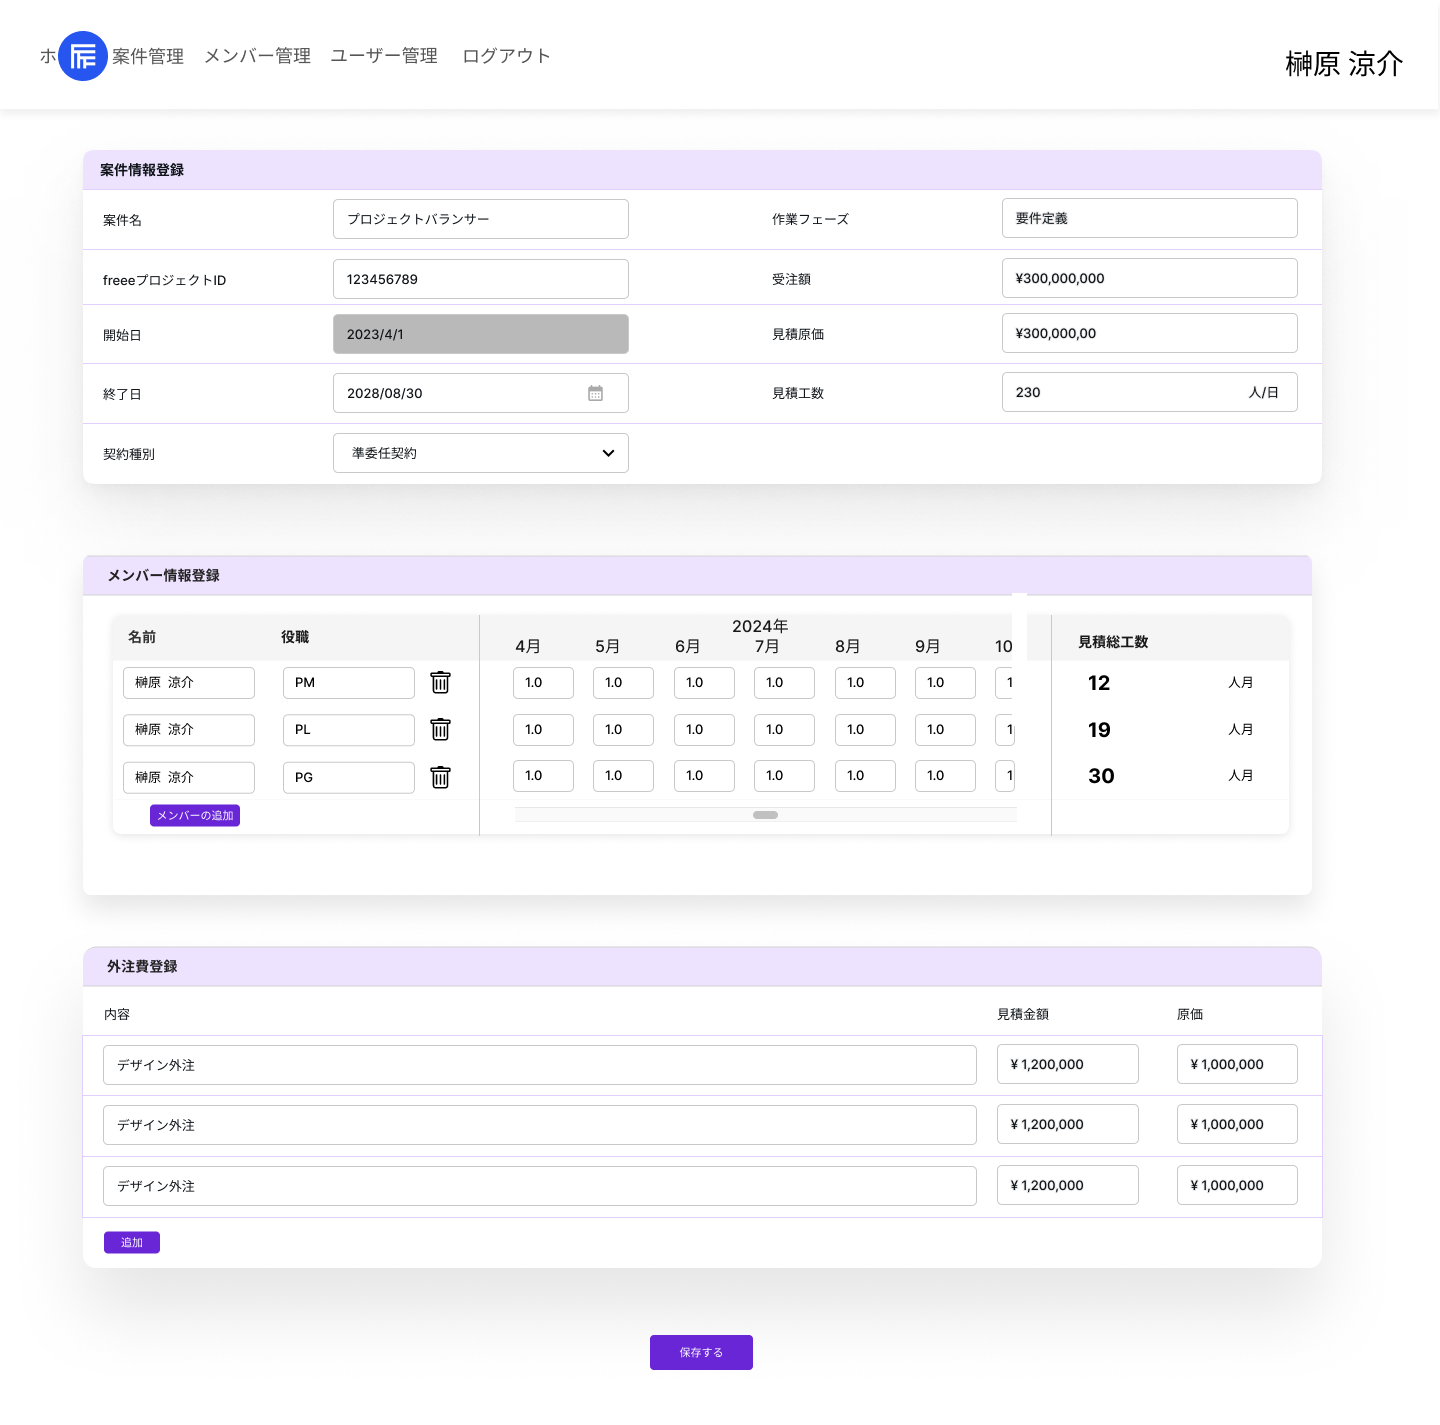 ホ 案件管理 メンバー管理 ユーザー管理 ログアウト
榊原 涼介
案件情報登録
案件名 プロジェクトバランサー 作業フェーズ 要件定義
freeeプロジェクトID 123456789 受注額 ¥300,000,000
開始日 2023/4/1 見積原価 ¥300,000,00
終了日 2028/08/30 見積工数 230 人/日
契約種別 準委任契約
メンバー情報登録
2024年
名前 役職 4月 5月 6月 7月 8月 9月 10 見積総工数
榊原 涼介 PM 1.0 1.0 1.0 1.0 1.0 1.0 1 12 人月
榊原 涼介 PL 1.0 1.0 1.0 1.0 1.0 1.0 1 19 人月
榊原 涼介 PG 1.0 1.0 1.0 1.0 1.0 1.0 1 30 人月
メンバーの追加
外注費登録
内容 見積金額 原価
デザイン外注 ¥ 1,200,000 ¥ 1,000,000
デザイン外注 ¥ 1,200,000 ¥ 1,000,000
デザイン外注 ¥ 1,200,000 ¥ 1,000,000
追加
保存する